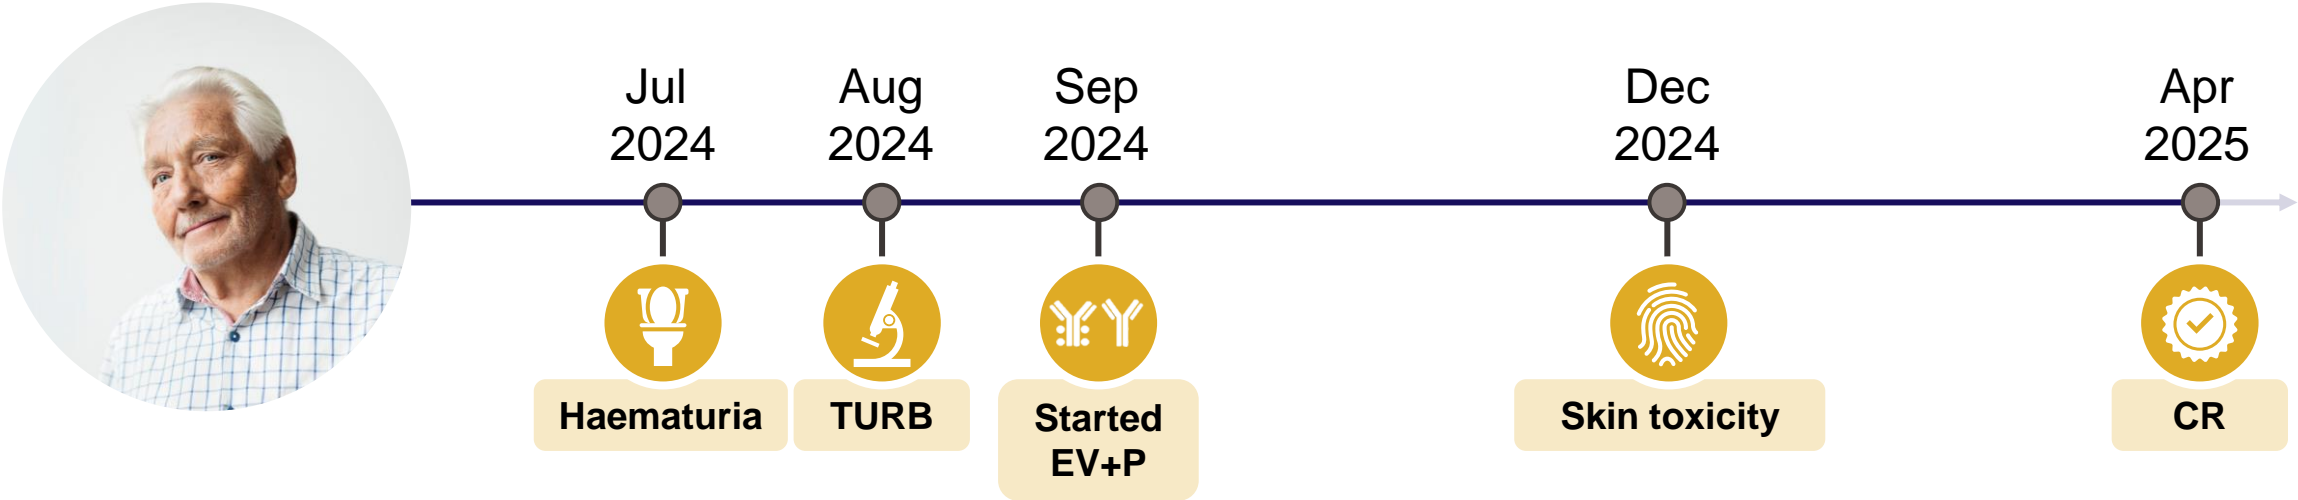 Jul
2024
Aug
2024
Sep
2024
Dec
2024
Apr
2025
Haematuria
TURB
Started
EV+P
Skin toxicity
CR